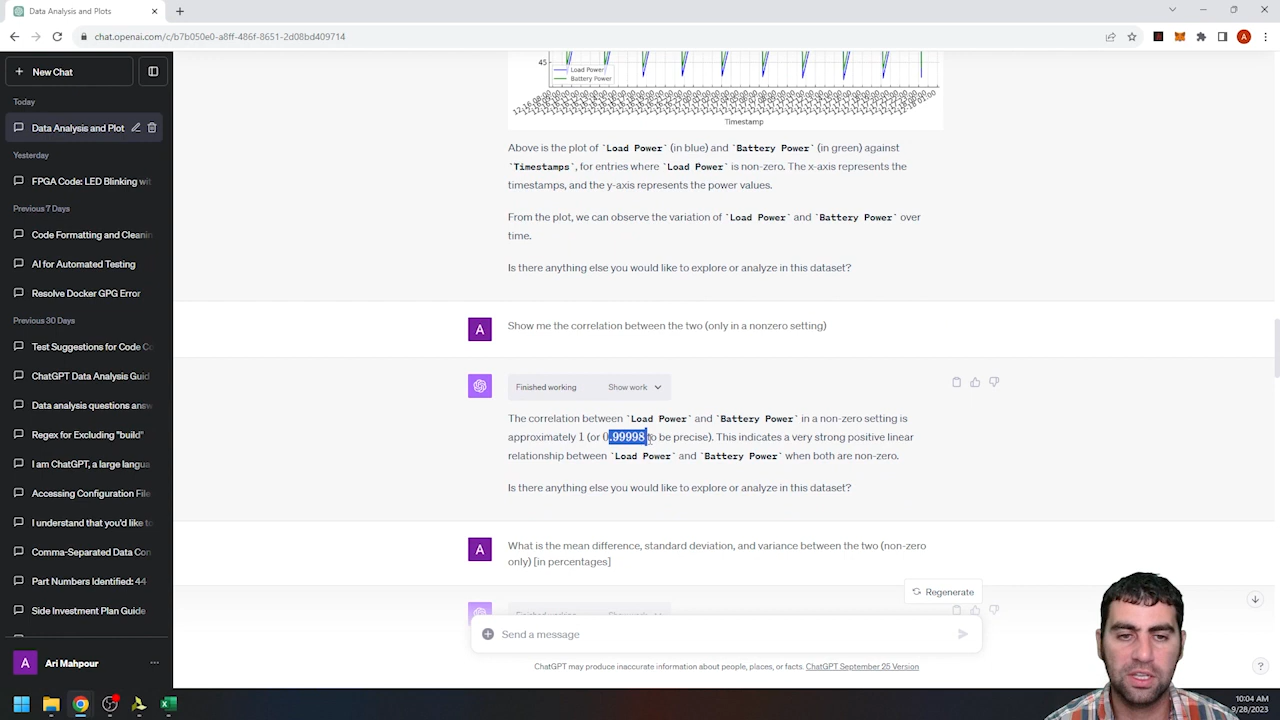 Data Analysis and Plots
chat.openai.com/c/b7b050e0-a8ff-486f-8651-2d08bd409714
New Chat
Today
Data Analysis and Plot
Yesterday
FPGA Code: LED Blinking wit
Previous 7 Days
Code Formatting and Cleanin
AI for Automated Testing
Resolve Docker GPG Error
Previous 30 Days
Test Suggestions for Code Co
ChatGPT Data Analysis Guid
Data analysis questions answ
Regex for Excluding "build"
I am ChatGPT, a large langua
Accessing Configuration Files
I understand that you'd like to
Comma-Separated Data Con
Part Numbers Identified: 44
Side Investment Plan Guide
A Ari Mahpour
45
Load Power
Battery Power
Timestamp
Above is the plot of `Load Power` (in blue) and `Battery Power` (in green) against
`Timestamps`, for entries where `Load Power` is non-zero. The x-axis represents the
timestamps, and the y-axis represents the power values.
From the plot, we can observe the variation of `Load Power` and `Battery Power` over
time.
Is there anything else you would like to explore or analyze in this dataset?
A Show me the correlation between the two (only in a nonzero setting)
Finished working Show work
The correlation between `Load Power` and `Battery Power` in a non-zero setting is
approximately 1 (or 0.99998 to be precise). This indicates a very strong positive linear
relationship between `Load Power` and `Battery Power` when both are non-zero.
Is there anything else you would like to explore or analyze in this dataset?
A What is the mean difference, standard deviation, and variance between the two (non-zero
only) [in percentages]
Regenerate
Finished working Show work
Send a message
ChatGPT may produce inaccurate information about people, places, or facts. ChatGPT September 25 Version
?
10:04 AM
9/28/2023